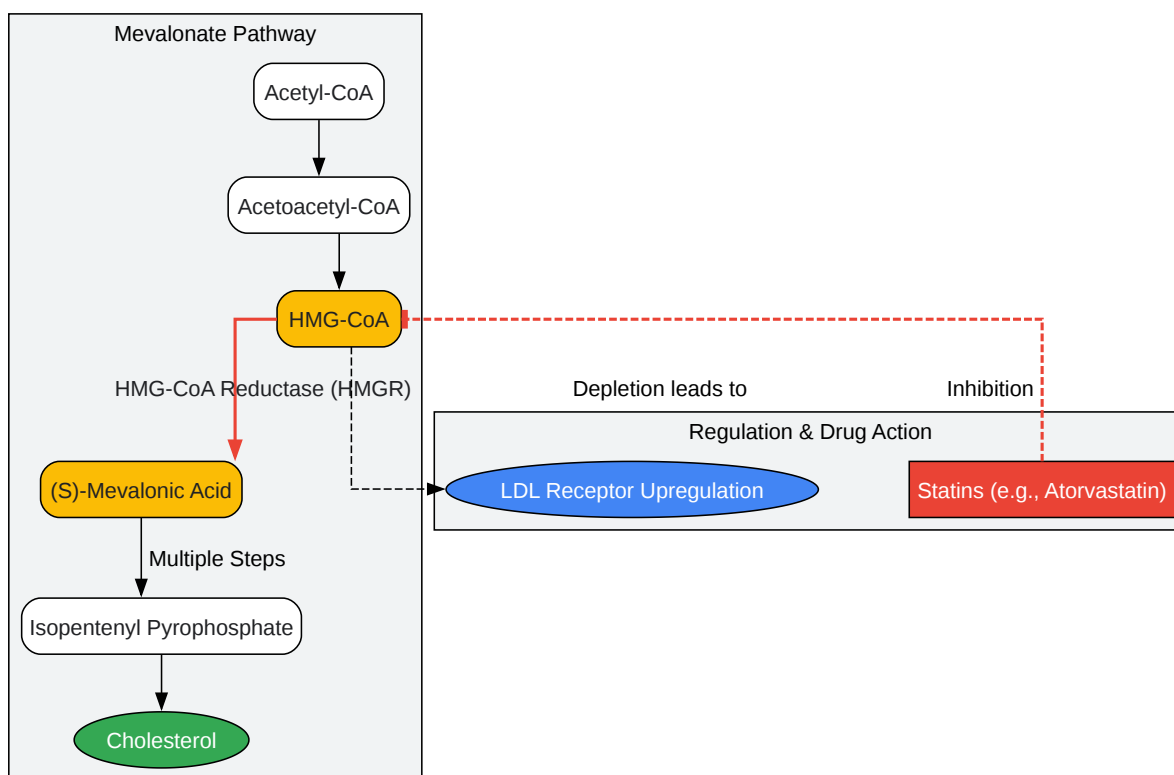 Mevalonate Pathway
Acetyl-CoA
Acetoacetyl-CoA
HMG-CoA
HMG-CoA Reductase (HMGR)
Depletion leads to
Inhibition
Regulation & Drug Action
(S)-Mevalonic Acid
LDL Receptor Upregulation
Statins (e.g., Atorvastatin)
Multiple Steps
Isopentenyl Pyrophosphate
Cholesterol